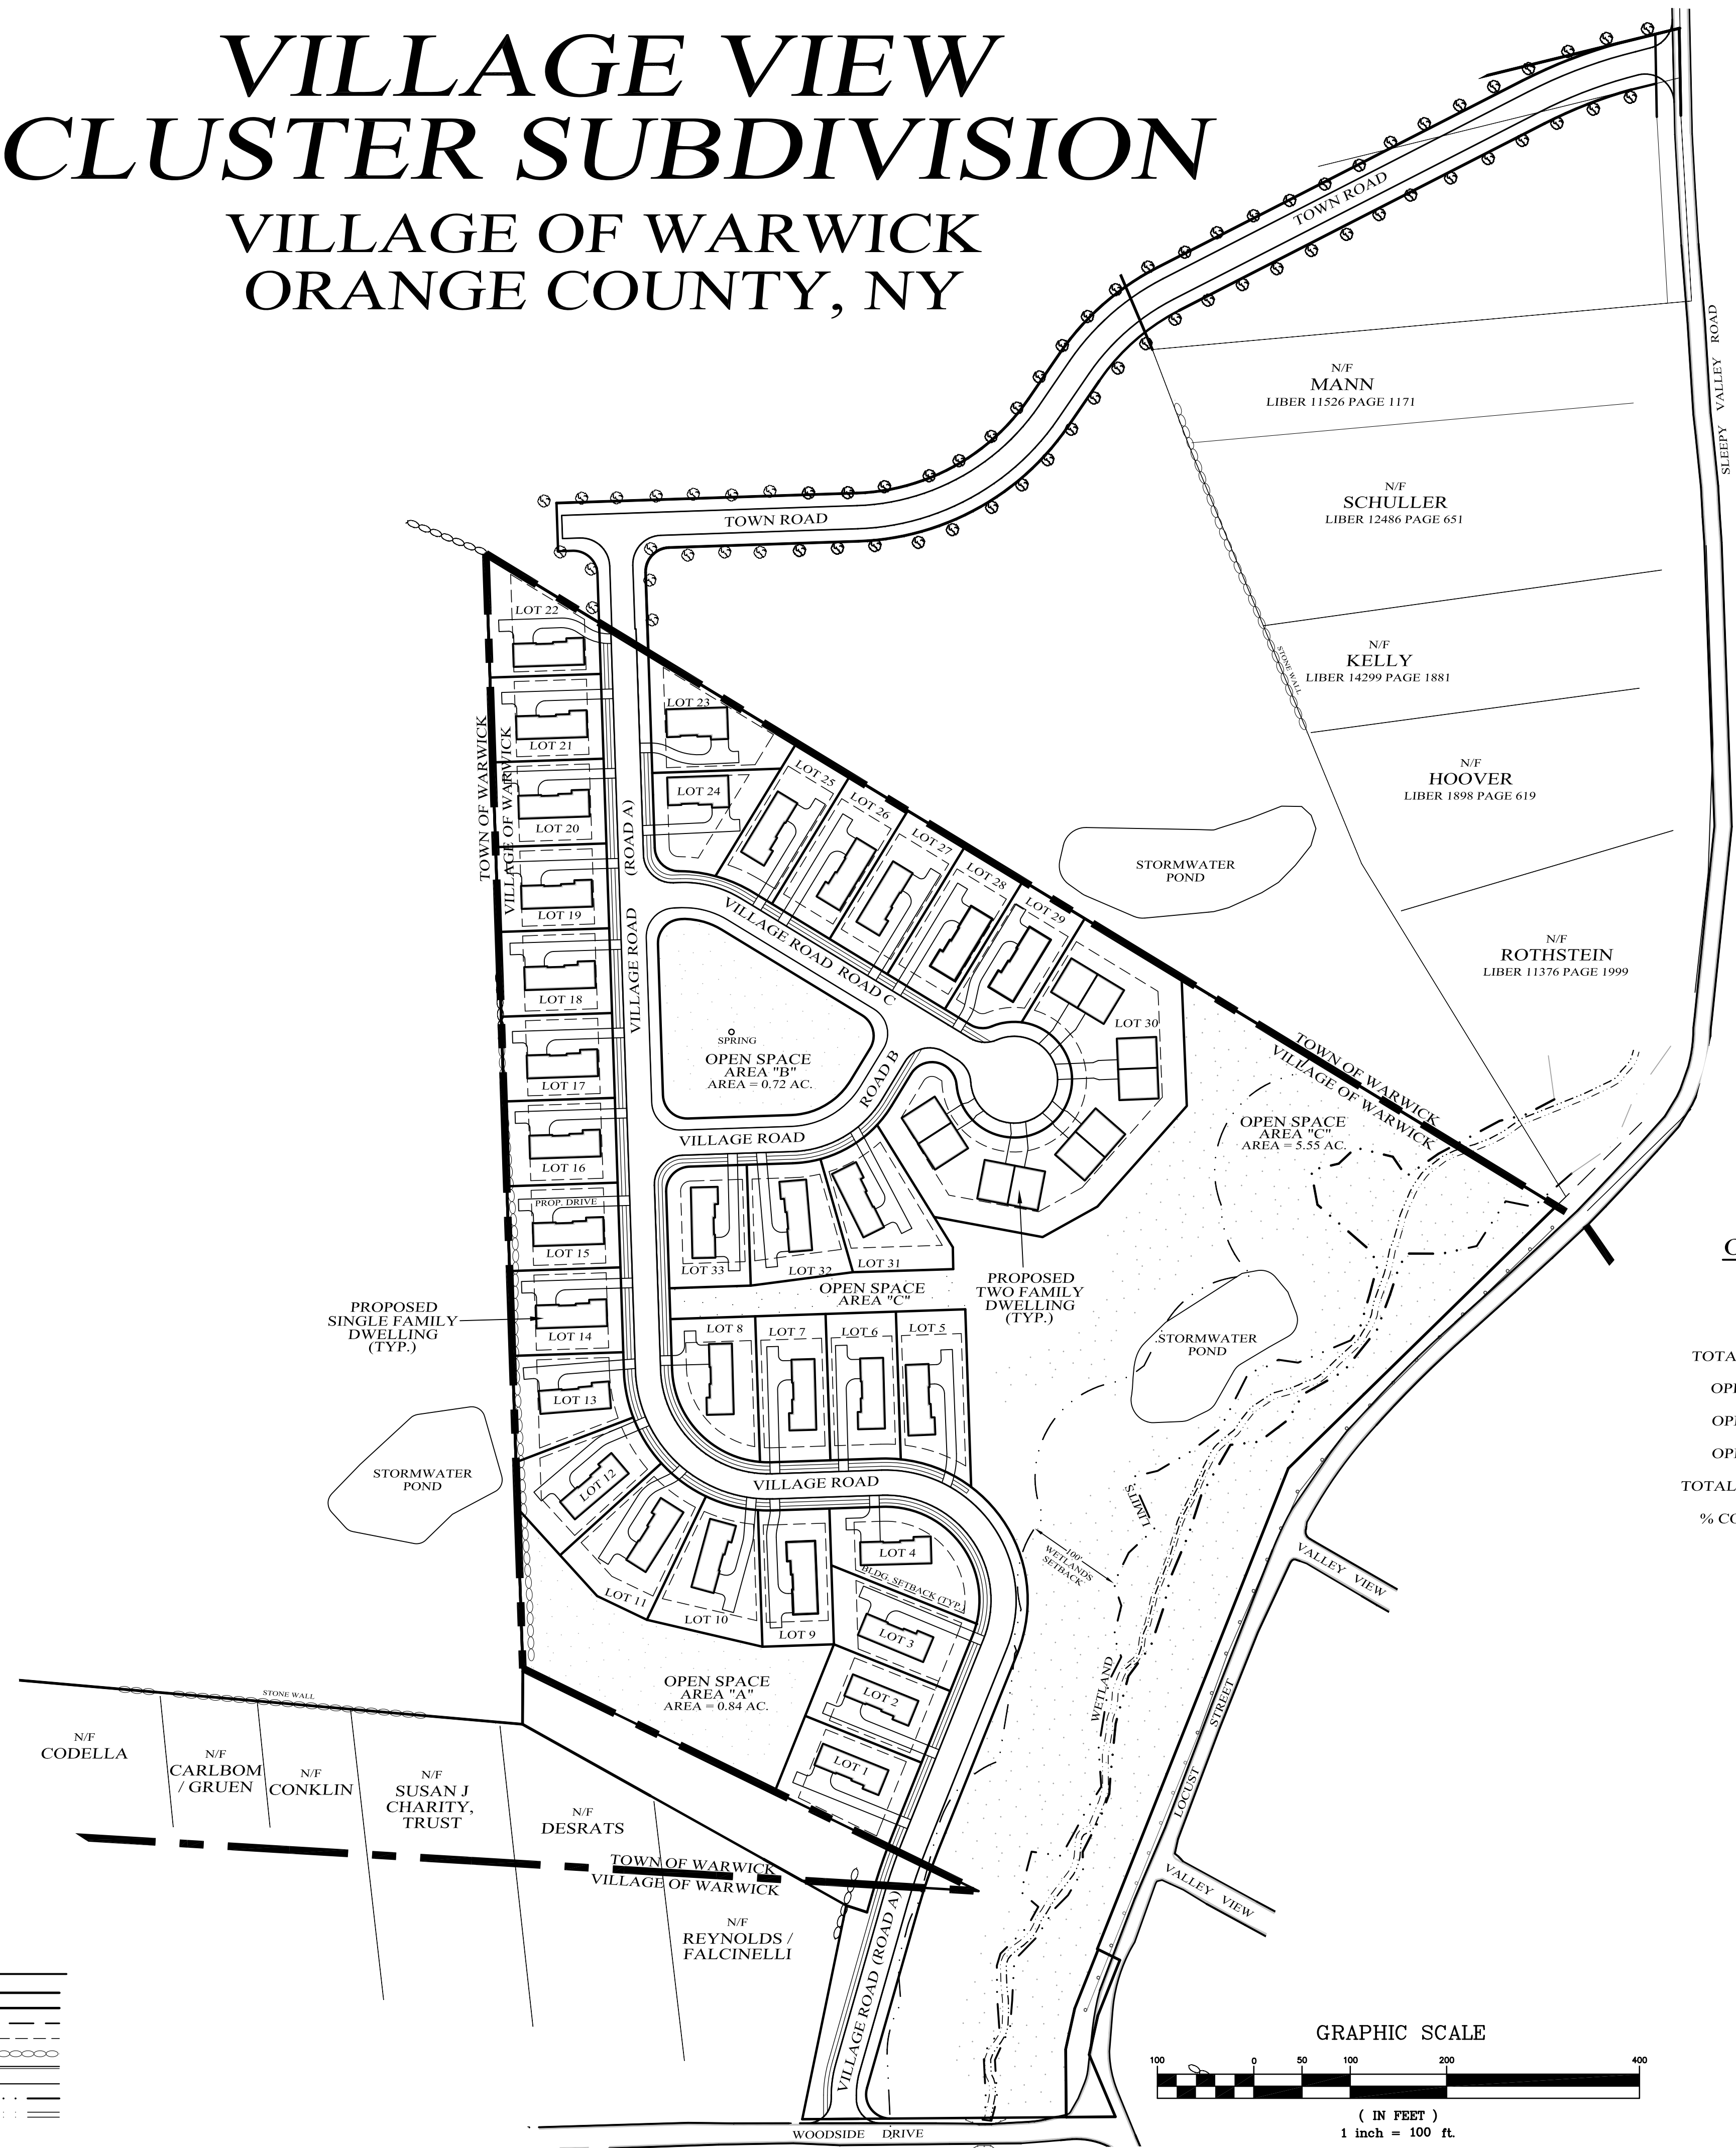 VILLAGE VIEW
CLUSTER SUBDIVISION
VILLAGE OF WARWICK
ORANGE COUNTY, NY
TOWN ROAD
SLEEPY VALLEY ROAD
N/F
MANN
LIBER 11526 PAGE 1171
N/F
SCHULLER
LIBER 12486 PAGE 651
TOWN ROAD
STONE WALL
N/F
KELLY
LIBER 14299 PAGE 1881
N/F
HOOVER
LIBER 1898 PAGE 619
N/F
ROTHSTEIN
LIBER 11376 PAGE 1999
STORMWATER
POND
LOT 22
LOT 21
LOT 20
LOT 19
LOT 18
LOT 17
LOT 16
PROP. DRIVE
LOT 15
LOT 14
LOT 13
TOWN OF WARWICK
VILLAGE OF WARWICK
VILLAGE ROAD (ROAD A)
LOT 23
LOT 24
LOT 25
LOT 26
LOT 27
LOT 28
LOT 29
LOT 30
VILLAGE ROAD ROAD C
SPRING
OPEN SPACE
AREA "B"
AREA = 0.72 AC.
ROAD B
VILLAGE ROAD
TOWN OF WARWICK
VILLAGE OF WARWICK
OPEN SPACE
AREA "C"
AREA = 5.55 AC.
LOT 33
LOT 32
LOT 31
OPEN SPACE
AREA "C"
PROPOSED
TWO FAMILY
DWELLING
(TYP.)
PROPOSED
SINGLE FAMILY
DWELLING
(TYP.)
LOT 8
LOT 7
LOT 6
LOT 5
STORMWATER
POND
STORMWATER
POND
LOT 12
VILLAGE ROAD
LOT 11
LOT 10
LOT 9
LOT 4
BLDG. SETBACK (TYP.)
LOT 3
LOT 2
LOT 1
100'
WETLANDS
SETBACK
LIMITS
WETLAND
VALLEY VIEW
LOCUST STREET
VALLEY VIEW
OPEN SPACE
AREA "A"
AREA = 0.84 AC.
STONE WALL
N/F
CODELLA
N/F
CARLBOM
/ GRUEN
N/F
CONKLIN
N/F
SUSAN J
CHARITY,
TRUST
N/F
DESRATS
TOWN OF WARWICK
VILLAGE OF WARWICK
N/F
REYNOLDS /
FALCINELLI
VILLAGE ROAD (ROAD A)
WOODSIDE DRIVE
TOTA
OPE
OPE
OPE
TOTAL
% CO
GRAPHIC SCALE
100 0 50 100 200 400
( IN FEET )
1 inch = 100 ft.